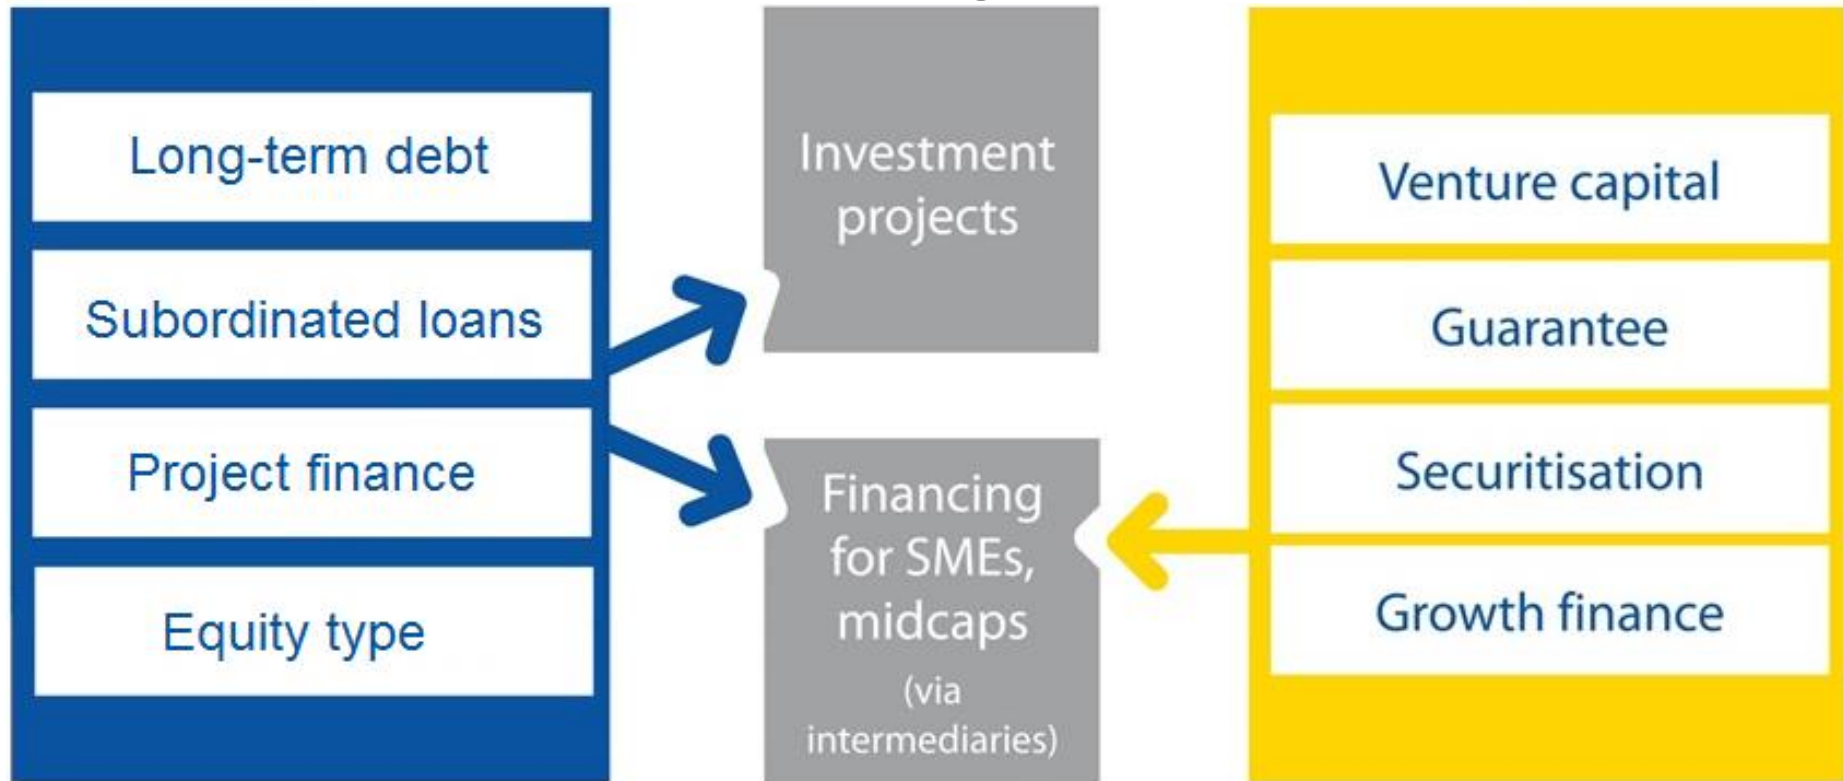 Long-term debt
Subordinated loans
Project finance
Equity type
Investment
projects
Financing
for SMEs,
midcaps
(via
intermediaries)
Venture capital
Guarantee
Securitisation
Growth finance